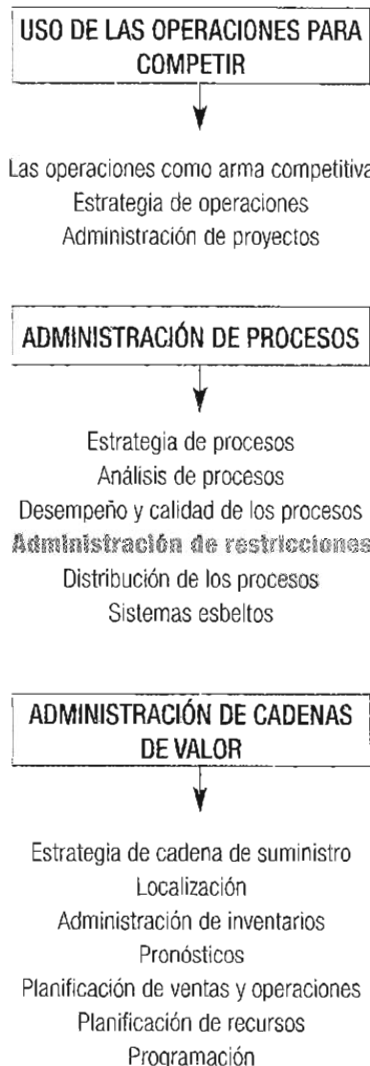 USO DE LAS OPERACIONES PARA
COMPETIR
Las operaciones como arma competitiva
Estrategia de operaciones
Administración de proyectos
ADMINISTRACIÓN DE PROCESOS
Estrategia de procesos
Análisis de procesos
Desempeño y calidad de los procesos
Administración de restricciones
Distribución de los procesos
Sistemas esbeltos
ADMINISTRACIÓN DE CADENAS
DE VALOR
Estrategia de cadena de suministro
Localización
Administración de inventarios
Pronósticos
Planificación de ventas y operaciones
Planificación de recursos
Programación